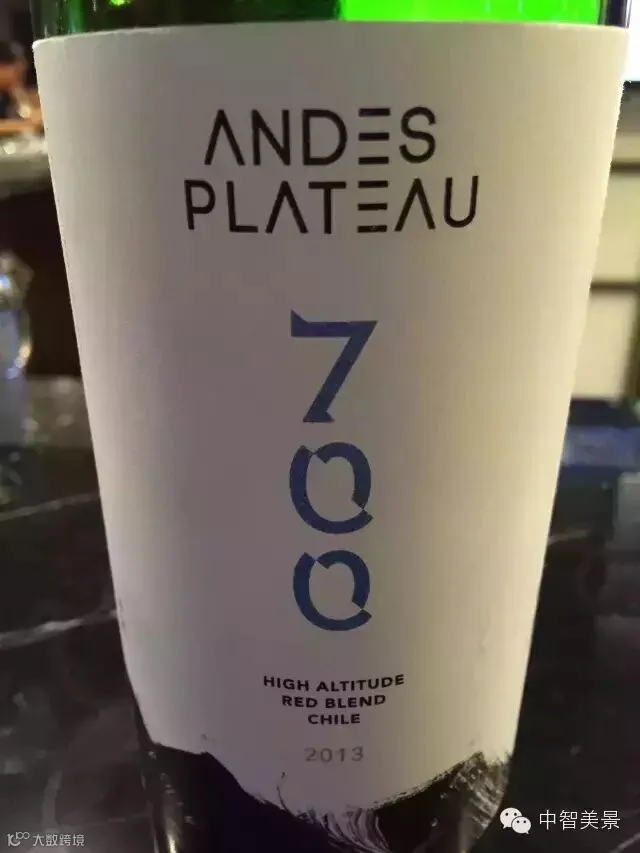 ANDES
PLATEAU
700
HIGH ALTITUDE
RED BLEND
CHILE
2013
中智美景
大数跨境